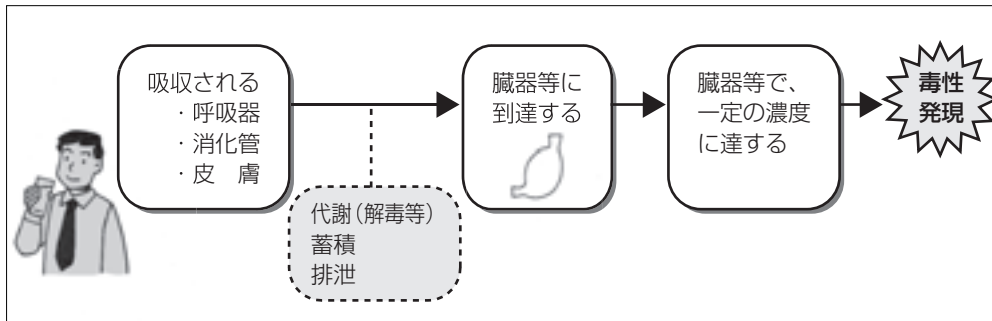 吸収される
・呼吸器
・消化管
・皮　膚
代謝（解毒等）
蓄積
排泄
臓器等に
到達する
臓器等で、
一定の濃度
に達する
毒性
発現